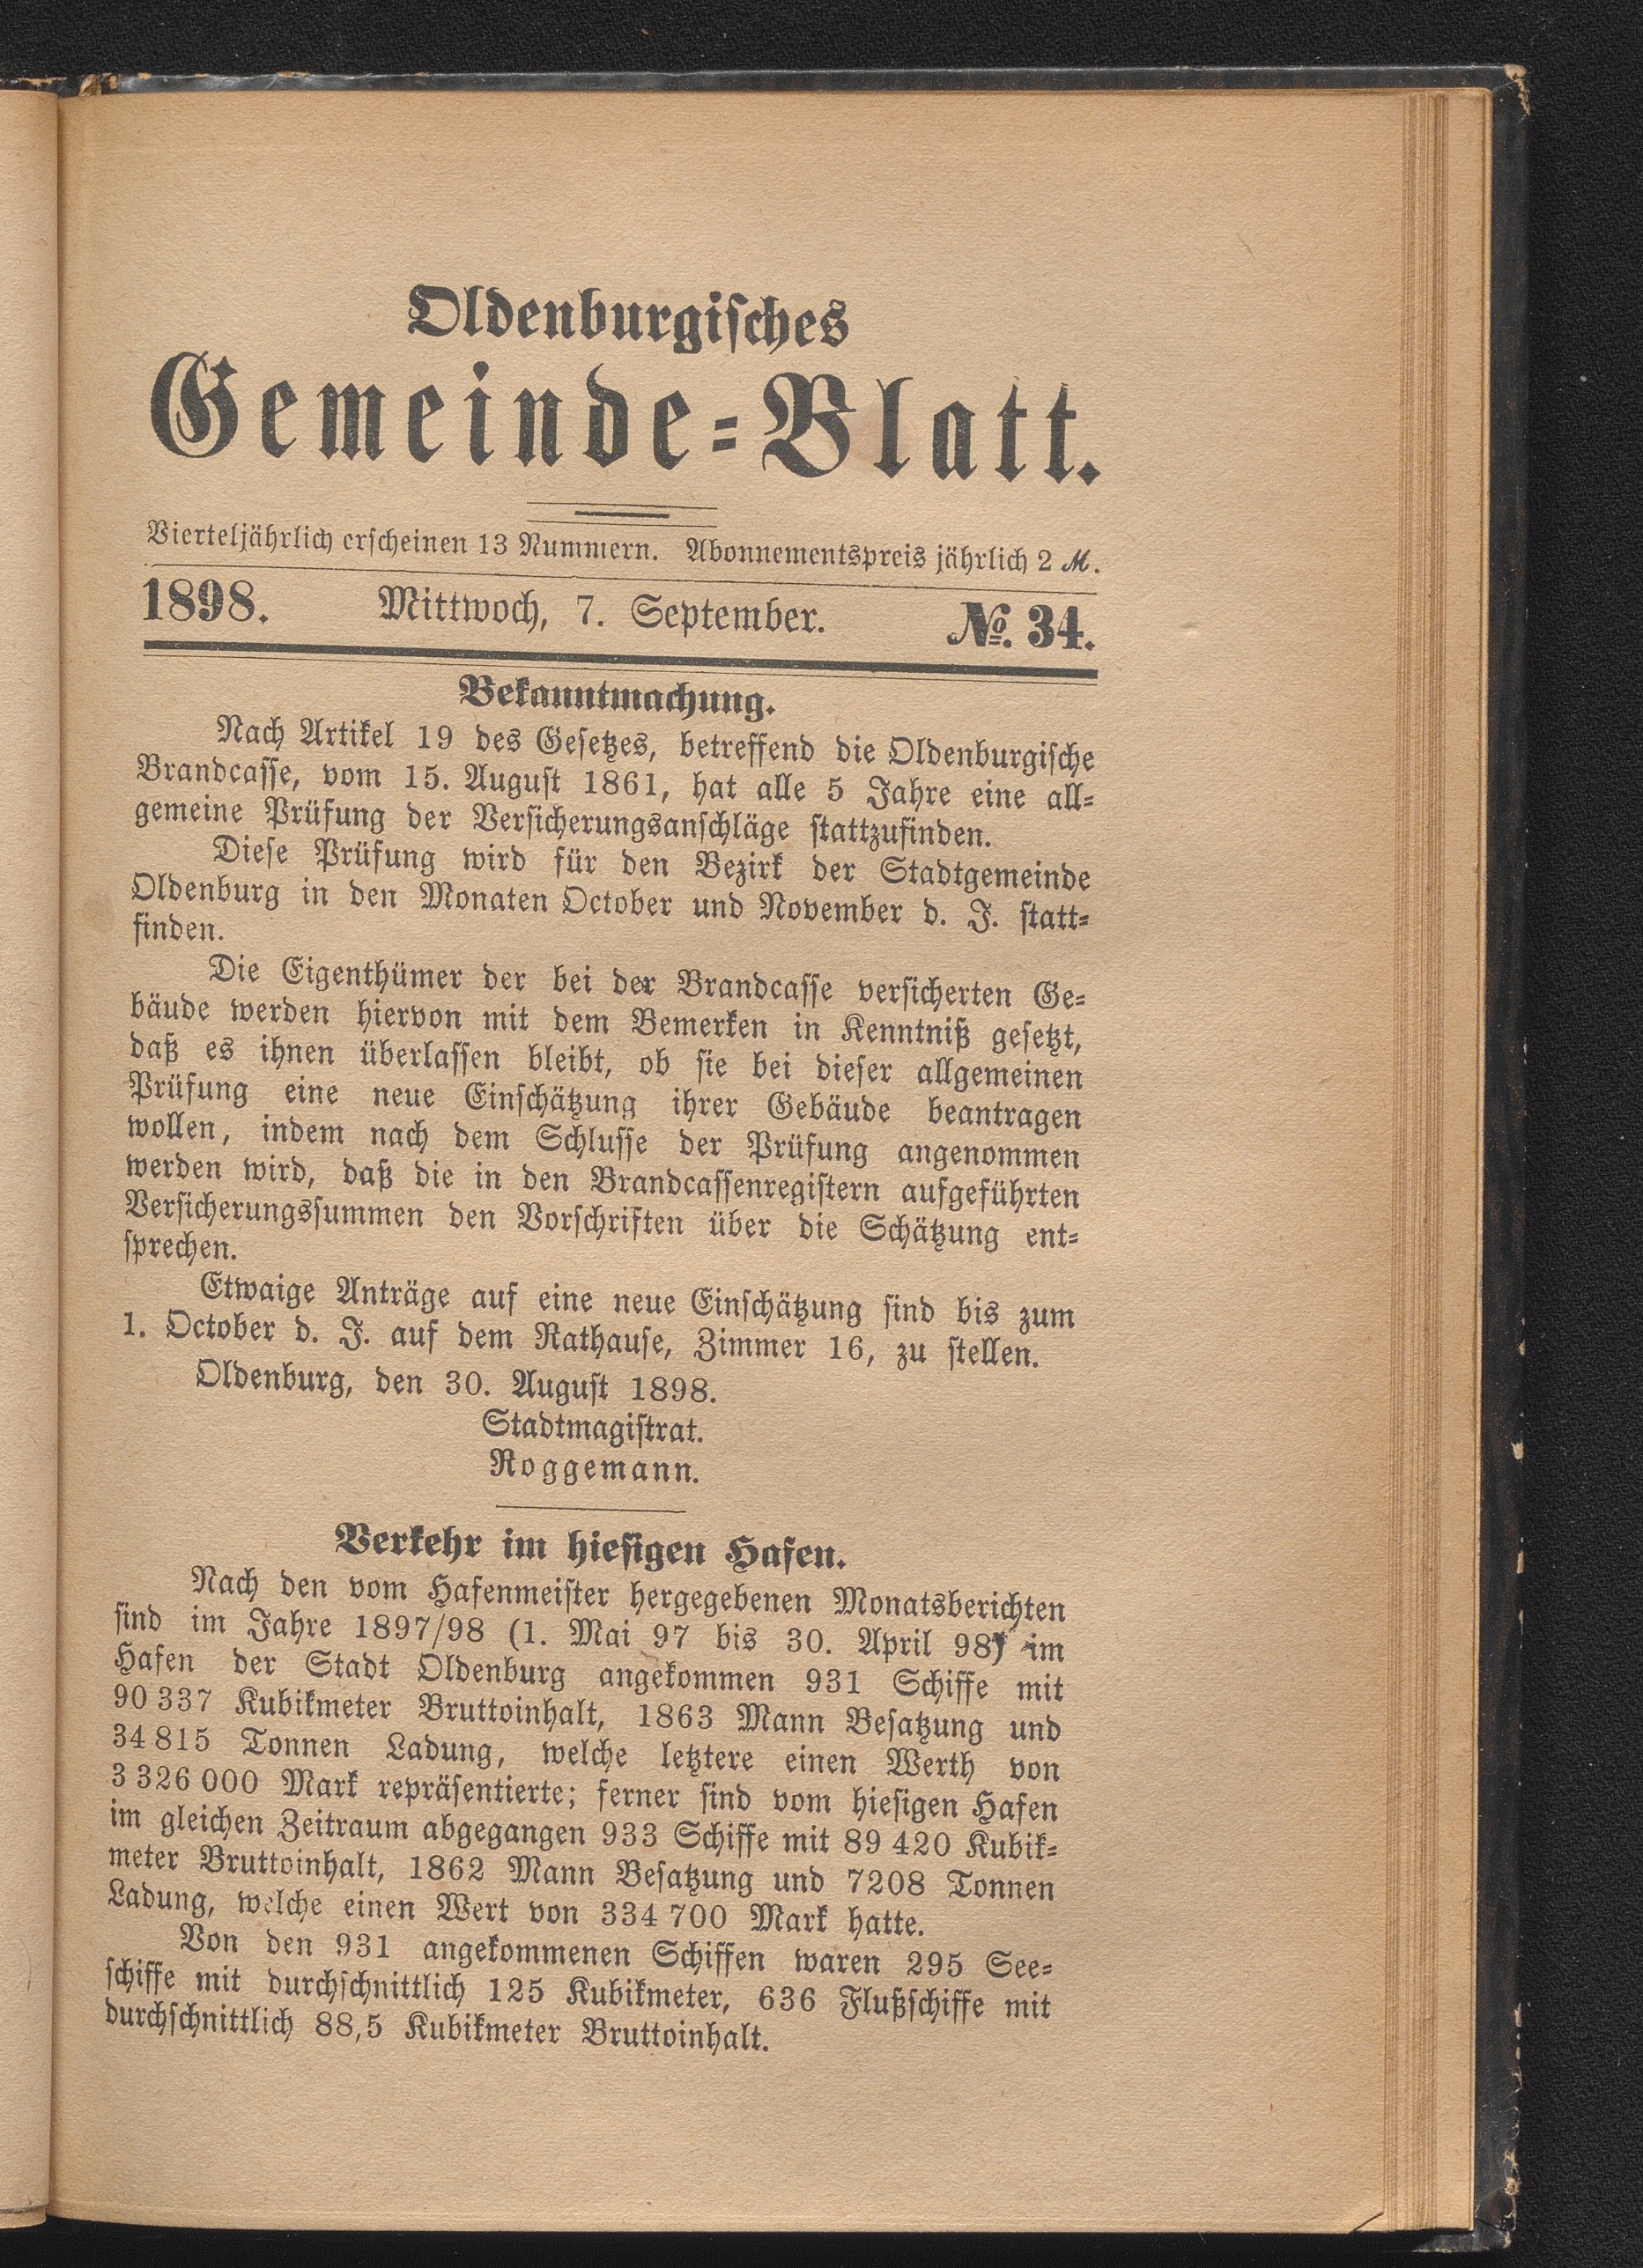 Oldenburgisches
Gemeinde-Blatt.
Vierteljährlich erscheinen 13 Nummern. Abonnementspreis jährlich 2 M.
1898. Mittwoch, 7. September. No. 34.
Bekanntmachung.
Nach Artikel 19 des Gesetzes, betreffend die Oldenburgische
Brandcasse, vom 15. August 1861, hat alle 5 Jahre eine all-
gemeine Prüfung der Versicherungsanschläge stattzufinden.
Diese Prüfung wird für den Bezirk der Stadtgemeinde
Oldenburg in den Monaten October und November d. J. statt-
finden.
Die Eigenthümer der bei der Brandcasse versicherten Ge-
bäude werden hiervon mit dem Bemerken in Kenntniß gesetzt,
daß es ihnen überlassen bleibt, ob sie bei dieser allgemeinen
Prüfung eine neue Einschätzung ihrer Gebäude beantragen
wollen, indem nach dem Schlusse der Prüfung angenommen
werden wird, daß die in den Brandcassenregistern aufgeführten
Versicherungssummen den Vorschriften über die Schätzung ent-
sprechen.
Etwaige Anträge auf eine neue Einschätzung sind bis zum
1. October d. J. auf dem Rathause, Zimmer 16, zu stellen.
Oldenburg, den 30. August 1898.
Stadtmagistrat.
Roggemann.
Verkehr im hiesigen Hafen.
Nach den vom Hafenmeister hergegebenen Monatsberichten
sind im Jahre 1897/98 (1. Mai 97 bis 30. April 98) im
Hafen der Stadt Oldenburg angekommen 931 Schiffe mit
90 337 Kubikmeter Bruttoinhalt, 1863 Mann Besatzung und
34 815 Tonnen Ladung, welche letztere einen Werth von
3 326 000 Mark repräsentierte; ferner sind vom hiesigen Hafen
im gleichen Zeitraum abgegangen 933 Schiffe mit 89 420 Kubik-
meter Bruttoinhalt, 1862 Mann Besatzung und 7208 Tonnen
Ladung, welche einen Wert von 334 700 Mark hatte.
Von den 931 angekommenen Schiffen waren 295 See-
schiffe mit durchschnittlich 125 Kubikmeter, 636 Flußschiffe mit
durchschnittlich 88,5 Kubikmeter Bruttoinhalt.